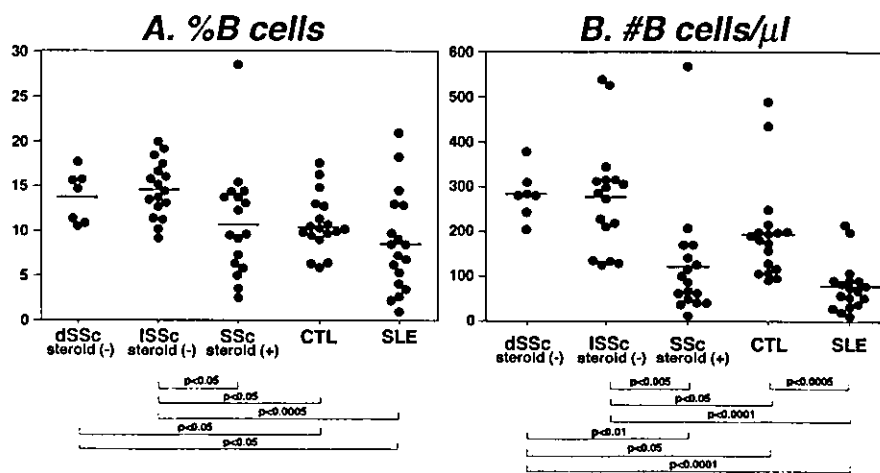 A. %B cells
30
25
20
15
10
5
0
dSSc
steroid (-)
lSSc
steroid (-)
SSc
steroid (+)
CTL
SLE
p<0.05
p<0.05
p<0.0005
p<0.05
p<0.05
B. #B cells/µl
600
500
400
300
200
100
0
dSSc
steroid (-)
lSSc
steroid (-)
SSc
steroid (+)
CTL
SLE
p<0.005
p<0.0005
p<0.05
p<0.0001
p<0.01
p<0.05
p<0.0001